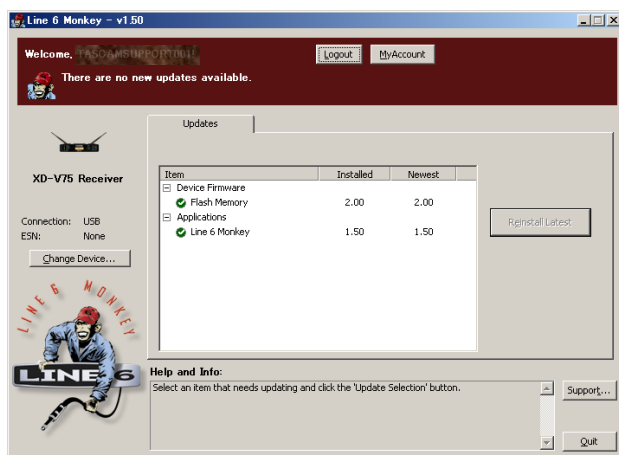 Line 6 Monkey - v1.50
Welcome,
Logout MyAccount
There are no new updates available.
Updates
XD-V75 Receiver
Item Installed Newest
Device Firmware
Flash Memory 2.00 2.00
Applications
Line 6 Monkey 1.50 1.50
Reinstall Latest
Connection: USB
ESN: None
Change Device...
LINE 6 MONKEY
LINE 6
Help and Info:
Select an item that needs updating and click the 'Update Selection' button.
Support...
Quit